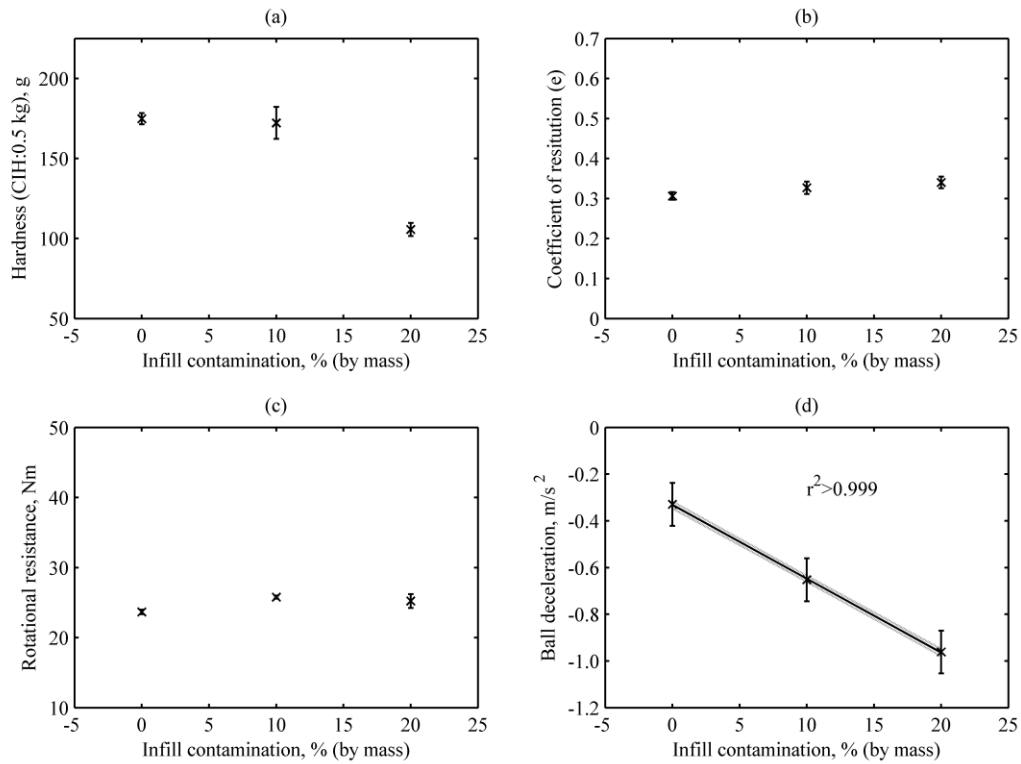 (a)
Hardness (CIH:0.5 kg), g
200
150
100
50
-5 0 5 10 15 20 25
Infill contamination, % (by mass)
(b)
Coefficient of resitution (e)
0.7
0.6
0.5
0.4
0.3
0.2
0.1
0
-5 0 5 10 15 20 25
Infill contamination, % (by mass)
(c)
Rotational resistance, Nm
50
40
30
20
10
-5 0 5 10 15 20 25
Infill contamination, % (by mass)
(d)
Ball deceleration, m/s²
0
-0.2
-0.4
-0.6
-0.8
-1.0
-1.2
r²>0.999
-5 0 5 10 15 20 25
Infill contamination, % (by mass)